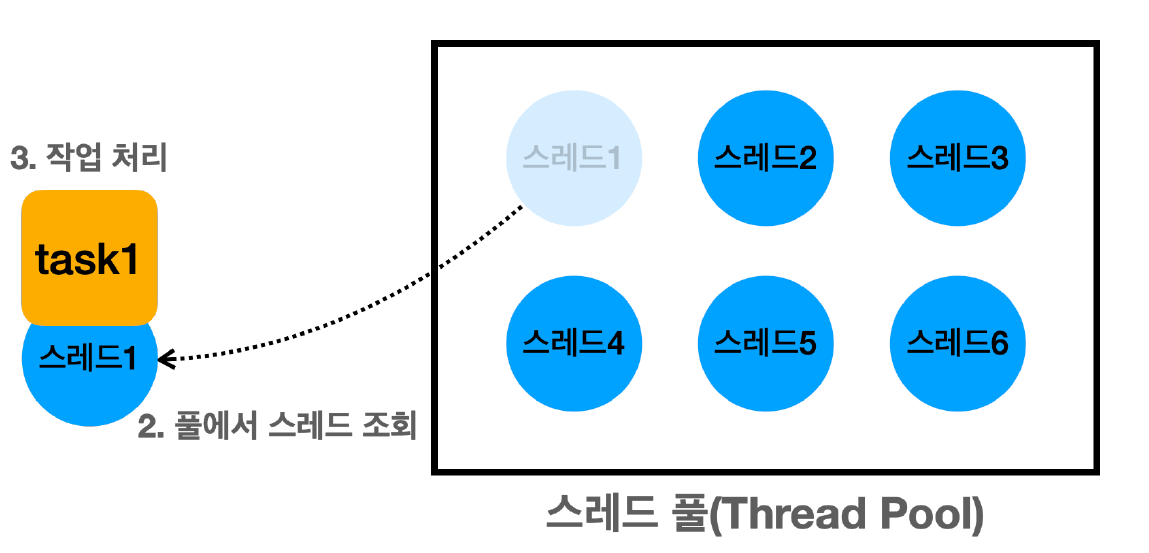 3. 작업 처리
task1
스레드1
2. 풀에서 스레드 조회
스레드1
스레드2
스레드3
스레드4
스레드5
스레드6
스레드 풀(Thread Pool)